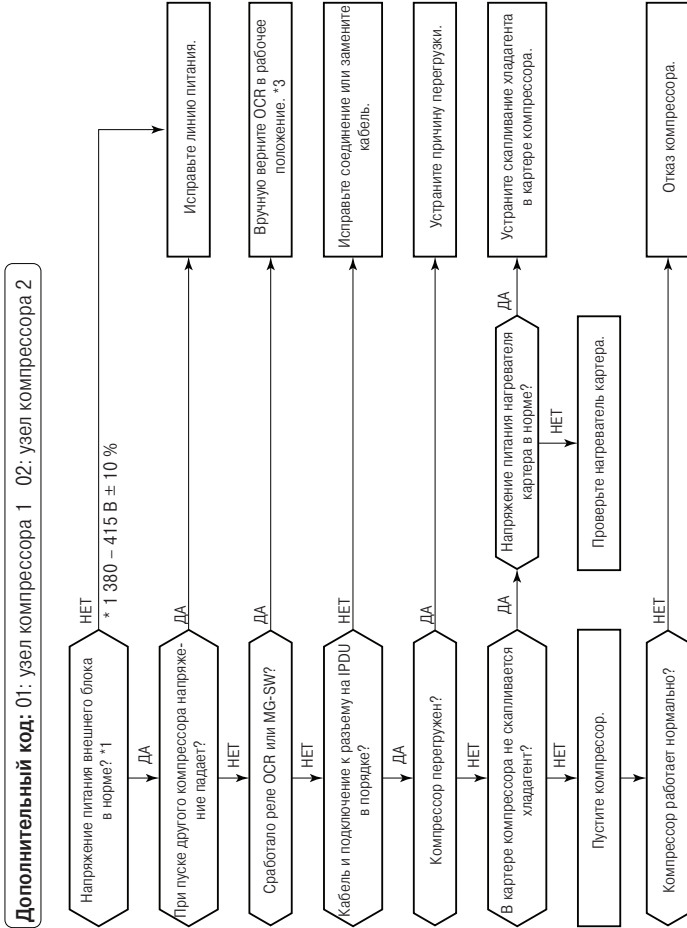 Дополнительный код: 01: узел компрессора 1 02: узел компрессора 2
Напряжение питания внешнего блока
в норме? *1
НЕТ
* 1 380 – 415 В ± 10 %
ДА
Исправьте линию питания.
При пуске другого компрессора напряже-
ние падает?
ДА
НЕТ
Сработало реле OCR или MG-SW?
ДА
Вручную верните OCR в рабочее
положение. *3
НЕТ
Кабель и подключение к разъему на IPDU
в порядке?
НЕТ
Исправьте соединение или замените
кабель.
ДА
Компрессор перегружен?
ДА
Устраните причину перегрузки.
НЕТ
В картере компрессора не скапливается
хладагент?
ДА
Напряжение питания нагревателя
картера в норме?
ДА
Устраните скапливание хладагента
в картере компрессора.
НЕТ
НЕТ
Пустите компрессор.
Проверьте нагреватель картера.
Компрессор работает нормально?
НЕТ
Отказ компрессора.